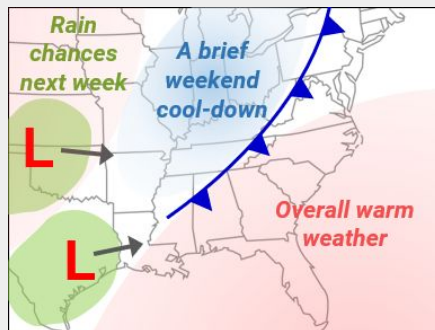 Rain
chances
next week
A brief
weekend
cool-down
L
L
Overall warm
weather